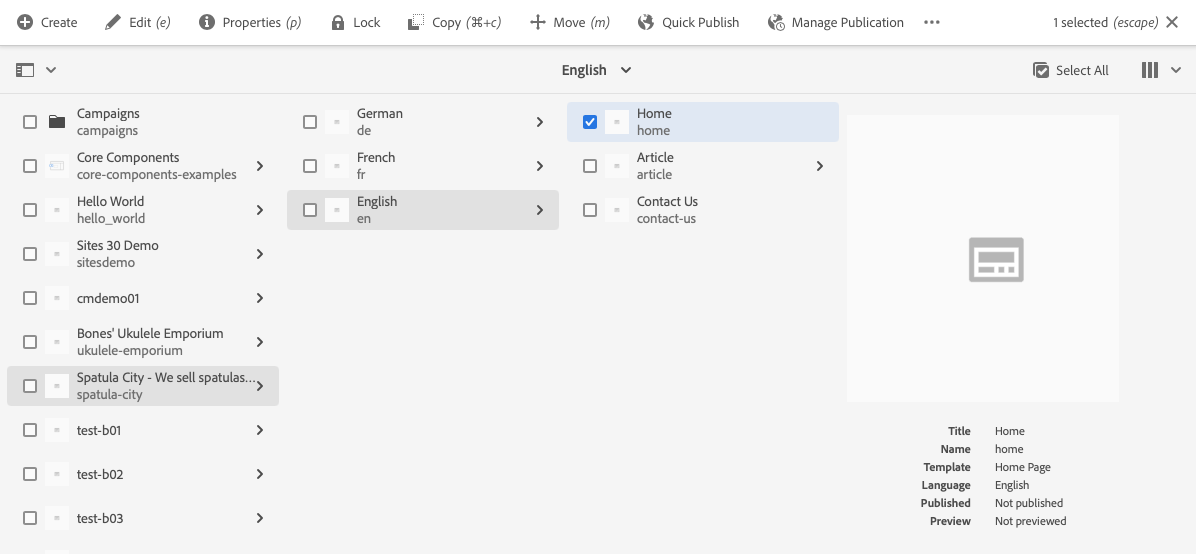 Create Edit (e) Properties (p) Lock Copy (⌘+c) Move (m) Quick Publish Manage Publication ••• 1 selected (escape)
English Select All
Campaigns
campaigns
Core Components
core-components-examples
Hello World
hello_world
Sites 30 Demo
sitesdemo
cmdemo01
Bones' Ukulele Emporium
ukulele-emporium
Spatula City - We sell spatulas...
spatula-city
test-b01
test-b02
test-b03
German
de
French
fr
English
en
Home
home
Article
article
Contact Us
contact-us
Title Home
Name home
Template Home Page
Language English
Published Not published
Preview Not previewed